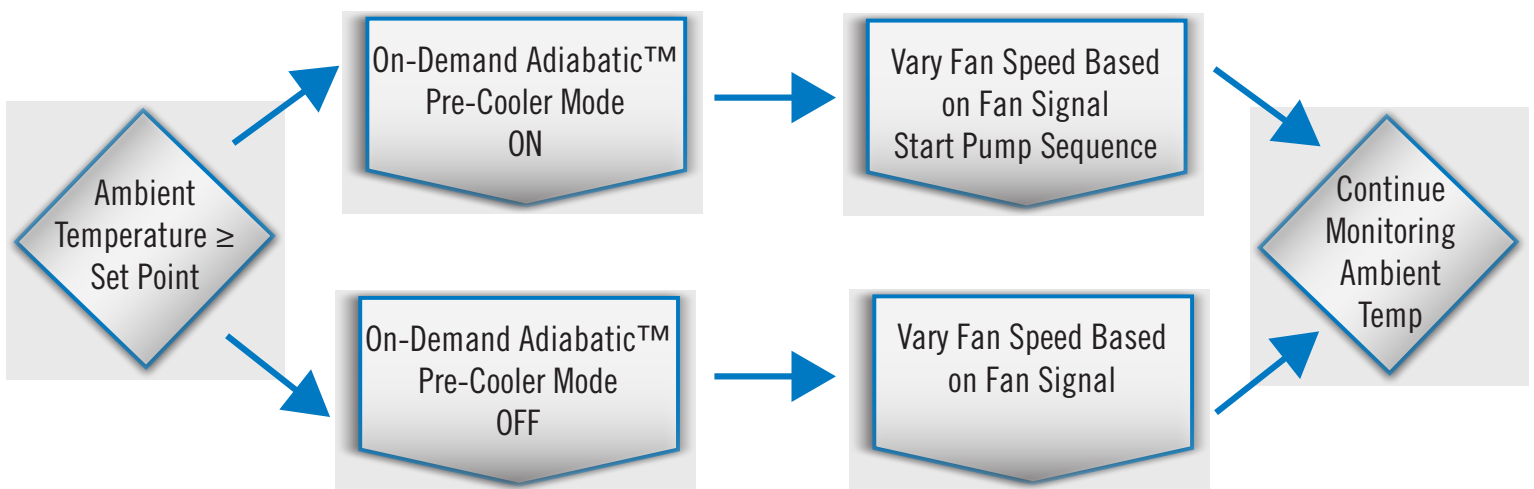 Ambient
Temperature ≥
Set Point
On-Demand Adiabatic™
Pre-Cooler Mode
ON
Vary Fan Speed Based
on Fan Signal
Start Pump Sequence
On-Demand Adiabatic™
Pre-Cooler Mode
OFF
Vary Fan Speed Based
on Fan Signal
Continue
Monitoring
Ambient
Temp